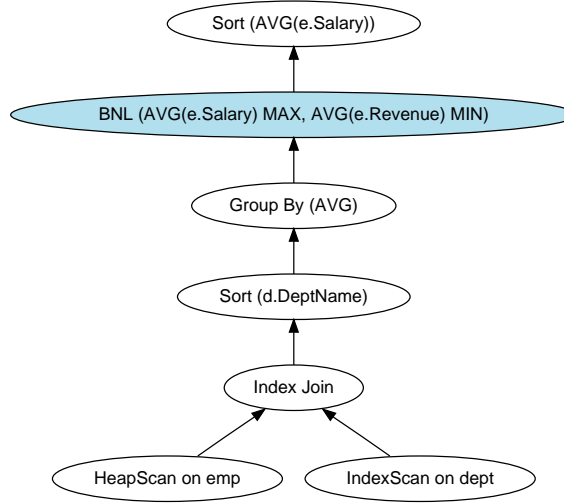 Sort (AVG(e.Salary))
BNL (AVG(e.Salary) MAX, AVG(e.Revenue) MIN)
Group By (AVG)
Sort (d.DeptName)
Index Join
HeapScan on emp
IndexScan on dept